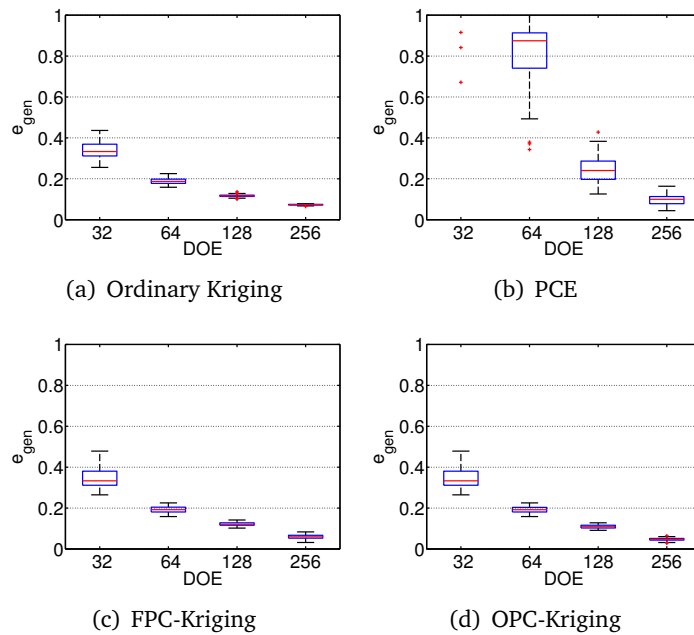 1
0.8
0.6
0.4
0.2
0
e_gen
32 64 128 256
DOE
(a) Ordinary Kriging
1
0.8
0.6
0.4
0.2
0
e_gen
32 64 128 256
DOE
(b) PCE
1
0.8
0.6
0.4
0.2
0
e_gen
32 64 128 256
DOE
(c) FPC-Kriging
1
0.8
0.6
0.4
0.2
0
e_gen
32 64 128 256
DOE
(d) OPC-Kriging